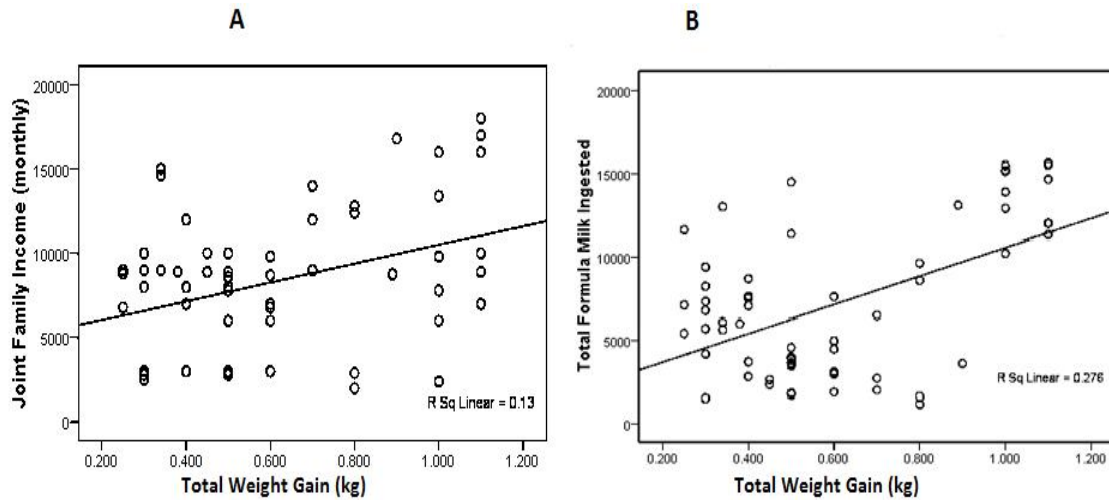 A
Joint Family Income (monthly)
20000
15000
10000
5000
0
R Sq Linear = 0.13
0.200 0.400 0.600 0.800 1.000 1.200
Total Weight Gain (kg)
B
Total Formula Milk Ingested
20000
15000
10000
5000
0
R Sq Linear = 0.276
0.200 0.400 0.600 0.800 1.000 1.200
Total Weight Gain (kg)